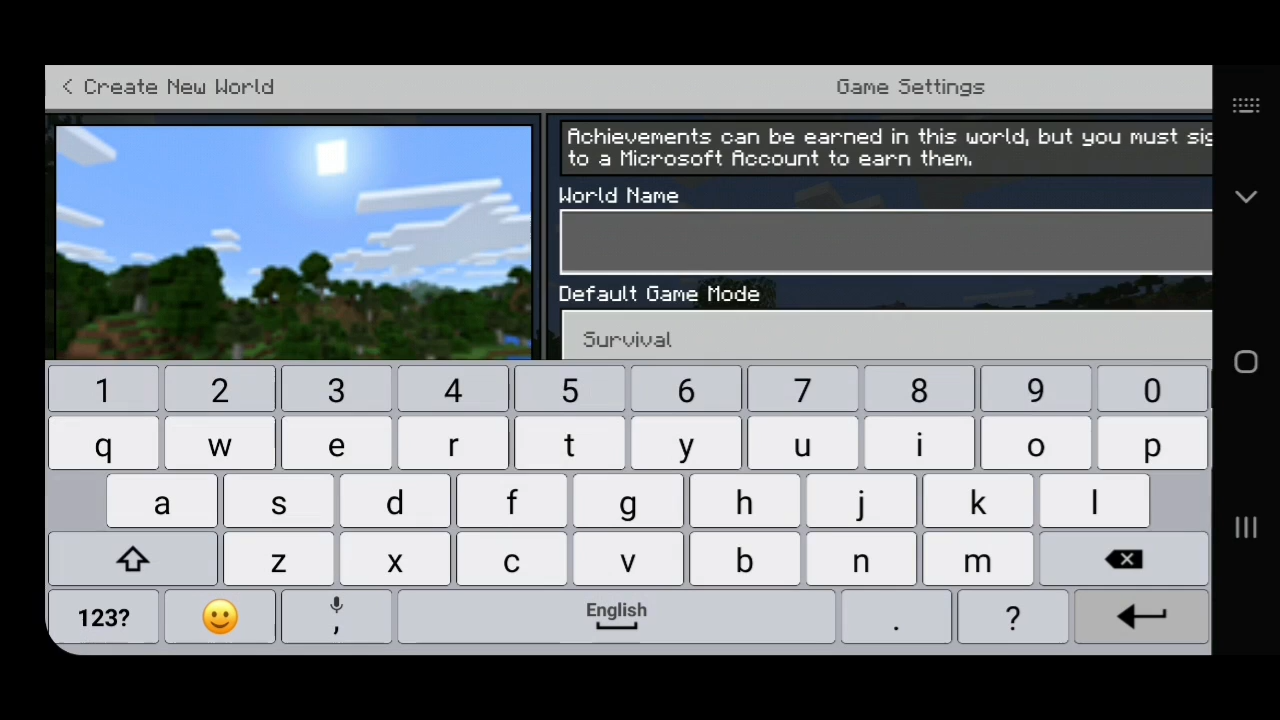 < Create New World
Game Settings
Achievements can be earned in this world, but you must
to a Microsoft Account to earn them.
World Name
Default Game Mode
Survival
1 2 3 4 5 6 7 8 9 0
q w e r t y u i o p
a s d f g h j k l
z x c v b n m
123? , English . ?